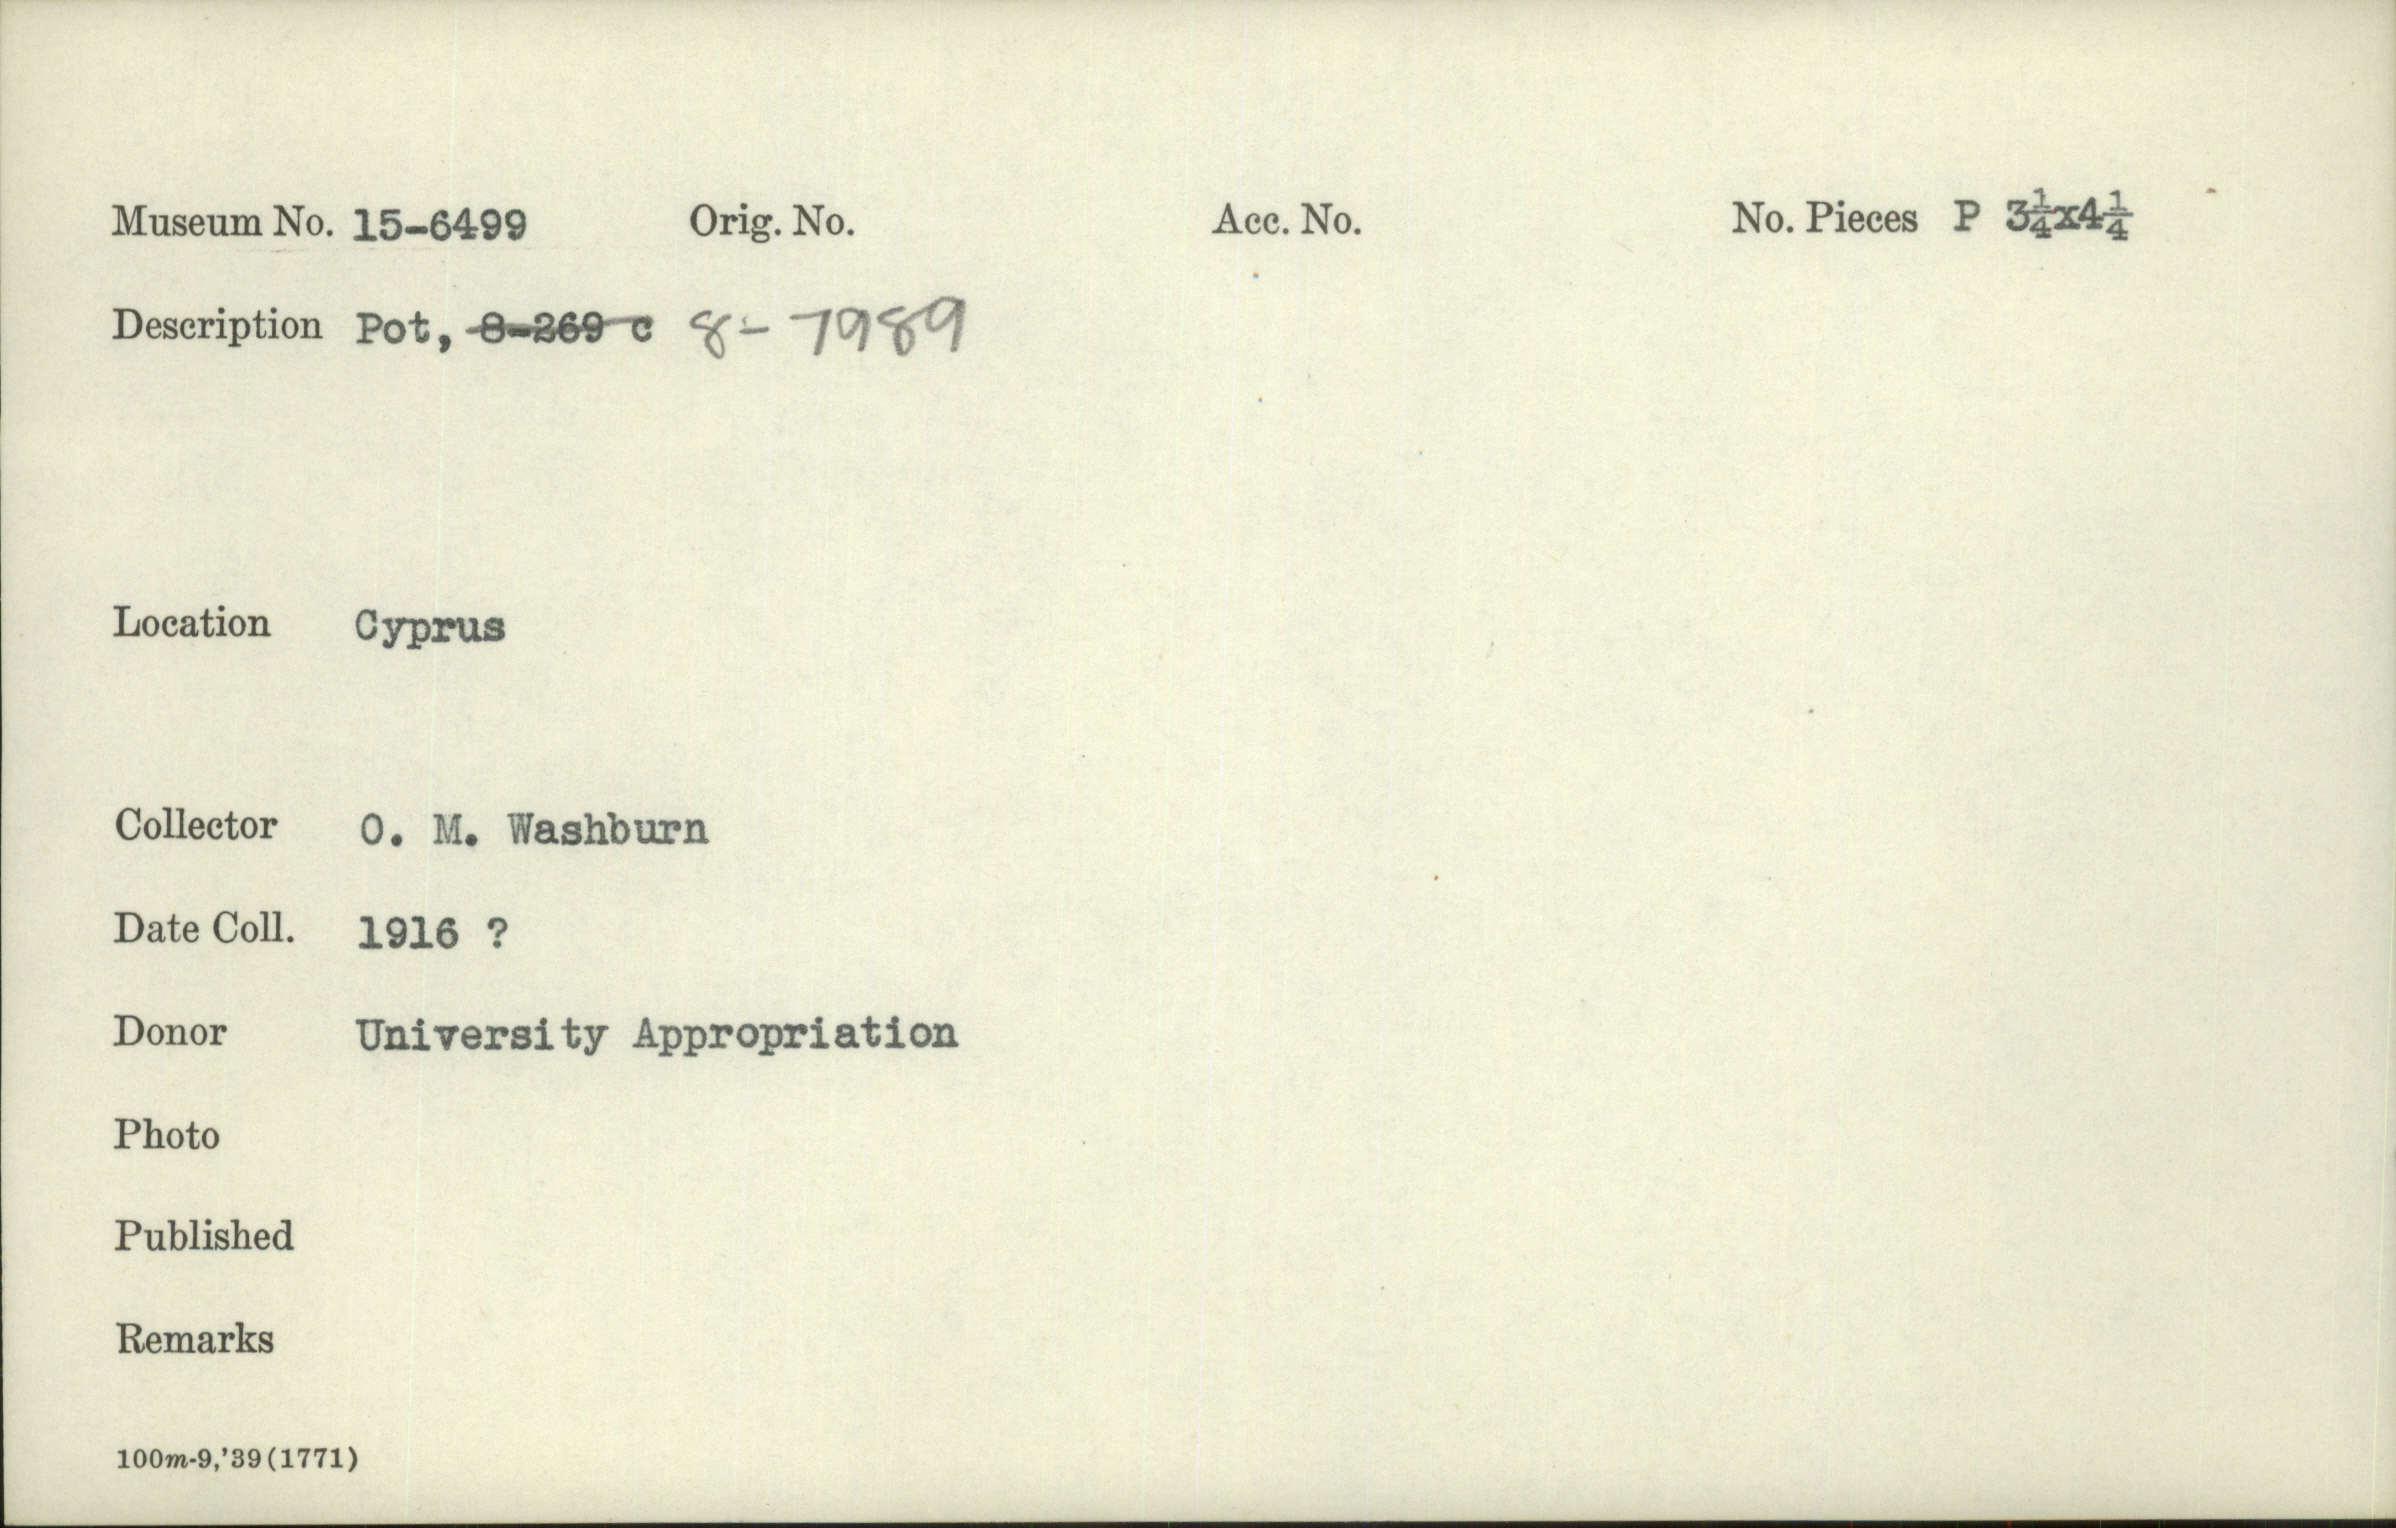 Museum No. 15-6499 Orig. No. Acc. No. No. Pieces P 3¼x4¼
Description Pot, 8-269 c 8-7989
Location Cyprus
Collector O. M. Washburn
Date Coll. 1916 ?
Donor University Appropriation
Photo
Published
Remarks
100m-9,'39(1771)